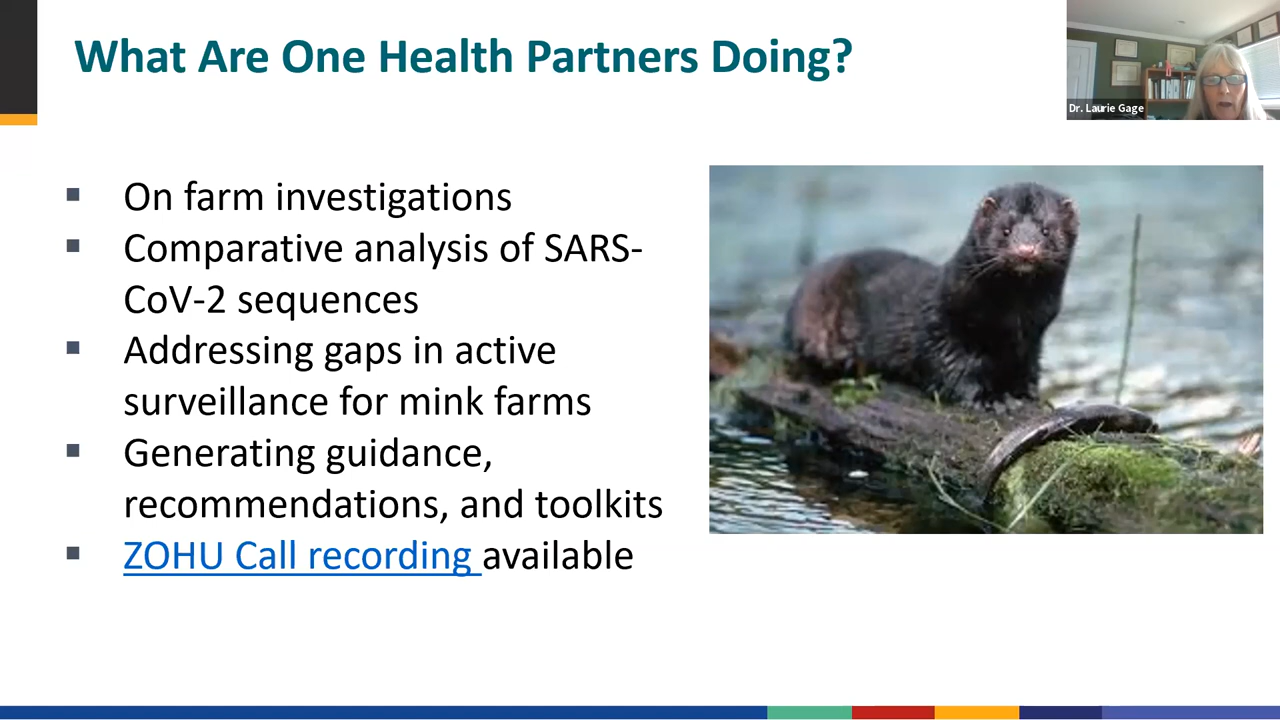 What Are One Health Partners Doing?
Dr. Laurie Gage
On farm investigations
Comparative analysis of SARS-
CoV-2 sequences
Addressing gaps in active
surveillance for mink farms
Generating guidance,
recommendations, and toolkits
ZOHU Call recording available